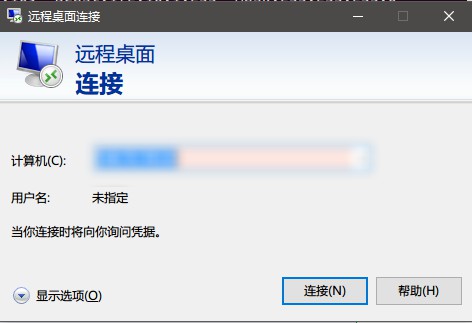 远程桌面连接
远程桌面
连接
计算机(C):
用户名: 未指定
当你连接时将向你询问凭据。
显示选项(O) 连接(N) 帮助(H)